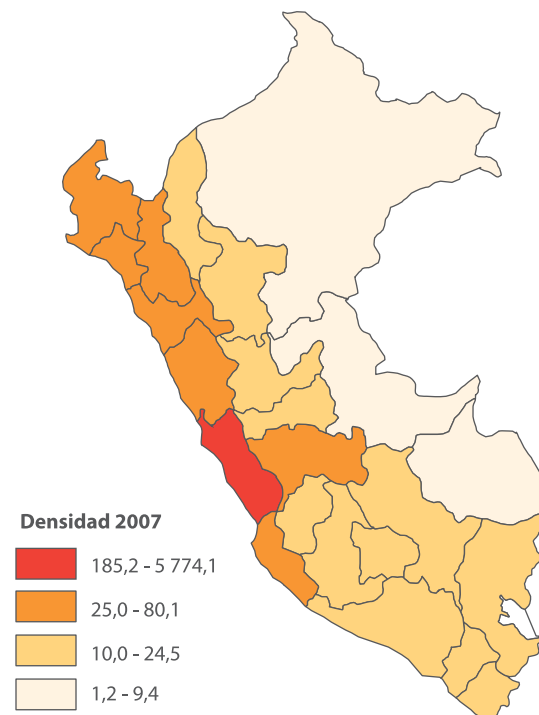 Densidad 2007
185,2 - 5 774,1
25,0 - 80,1
10,0 - 24,5
1,2 - 9,4